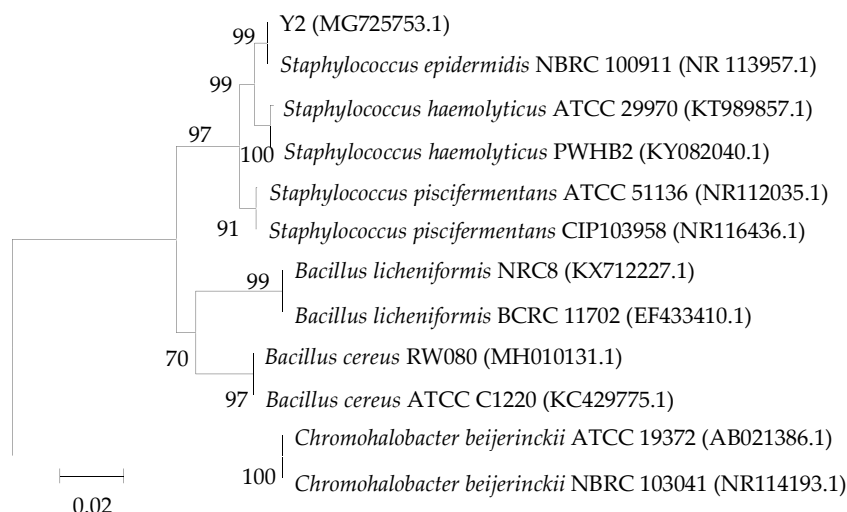 Y2 (MG725753.1)
99
Staphylococcus epidermidis NBRC 100911 (NR 113957.1)
99
Staphylococcus haemolyticus ATCC 29970 (KT989857.1)
97
100
Staphylococcus haemolyticus PWHB2 (KY082040.1)
Staphylococcus piscifermentans ATCC 51136 (NR112035.1)
91
Staphylococcus piscifermentans CIP103958 (NR116436.1)
Bacillus licheniformis NRC8 (KX712227.1)
99
Bacillus licheniformis BCRC 11702 (EF433410.1)
70
Bacillus cereus RW080 (MH010131.1)
97
Bacillus cereus ATCC C1220 (KC429775.1)
Chromohalobacter beijerinckii ATCC 19372 (AB021386.1)
100
Chromohalobacter beijerinckii NBRC 103041 (NR114193.1)
0.02